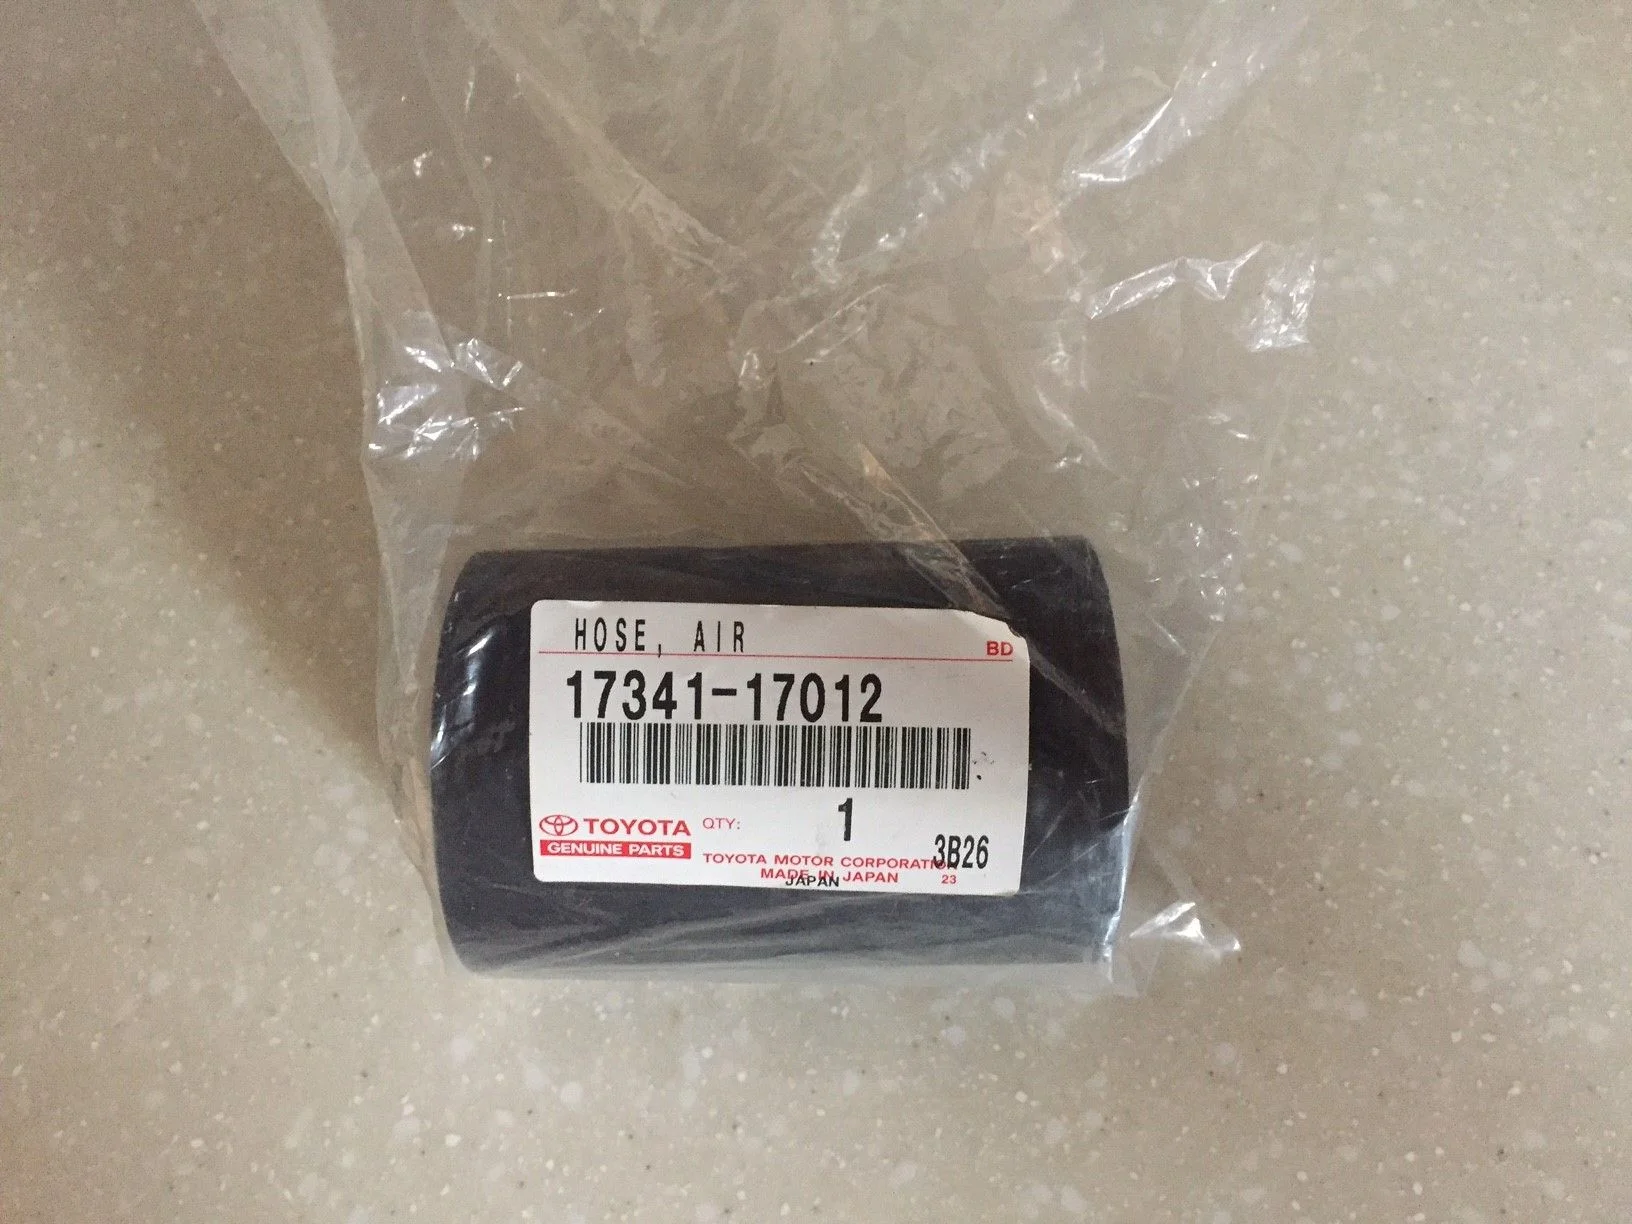 HOSE, AIR
BD
17341-17012
TOYOTA
GENUINE PARTS
QTY: 1
3B26
TOYOTA MOTOR CORPORATION
MADE IN JAPAN 23
JAPAN